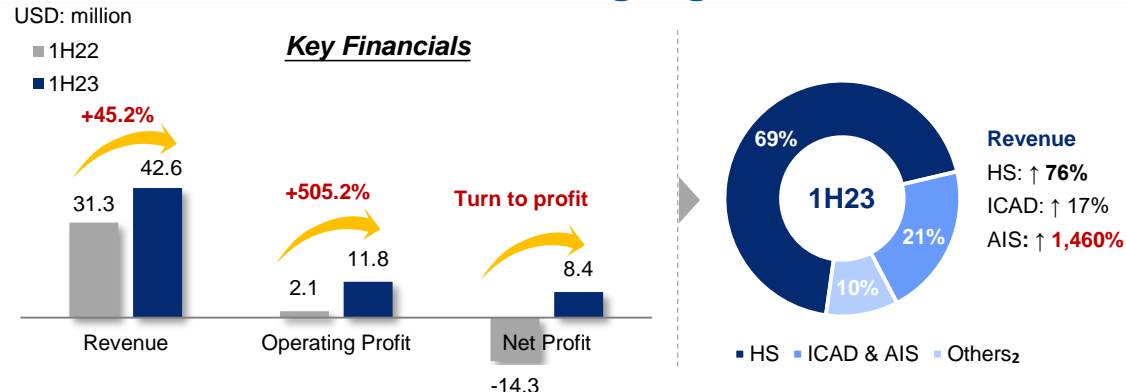 USD: million
1H22
1H23
Key Financials
+45.2%
31.3
42.6
Revenue
+505.2%
2.1
11.8
Operating Profit
Turn to profit
8.4
-14.3
Net Profit
69%
21%
10%
1H23
Revenue
HS: ↑ 76%
ICAD: ↑ 17%
AIS: ↑ 1,460%
HS
ICAD & AIS
Others₂